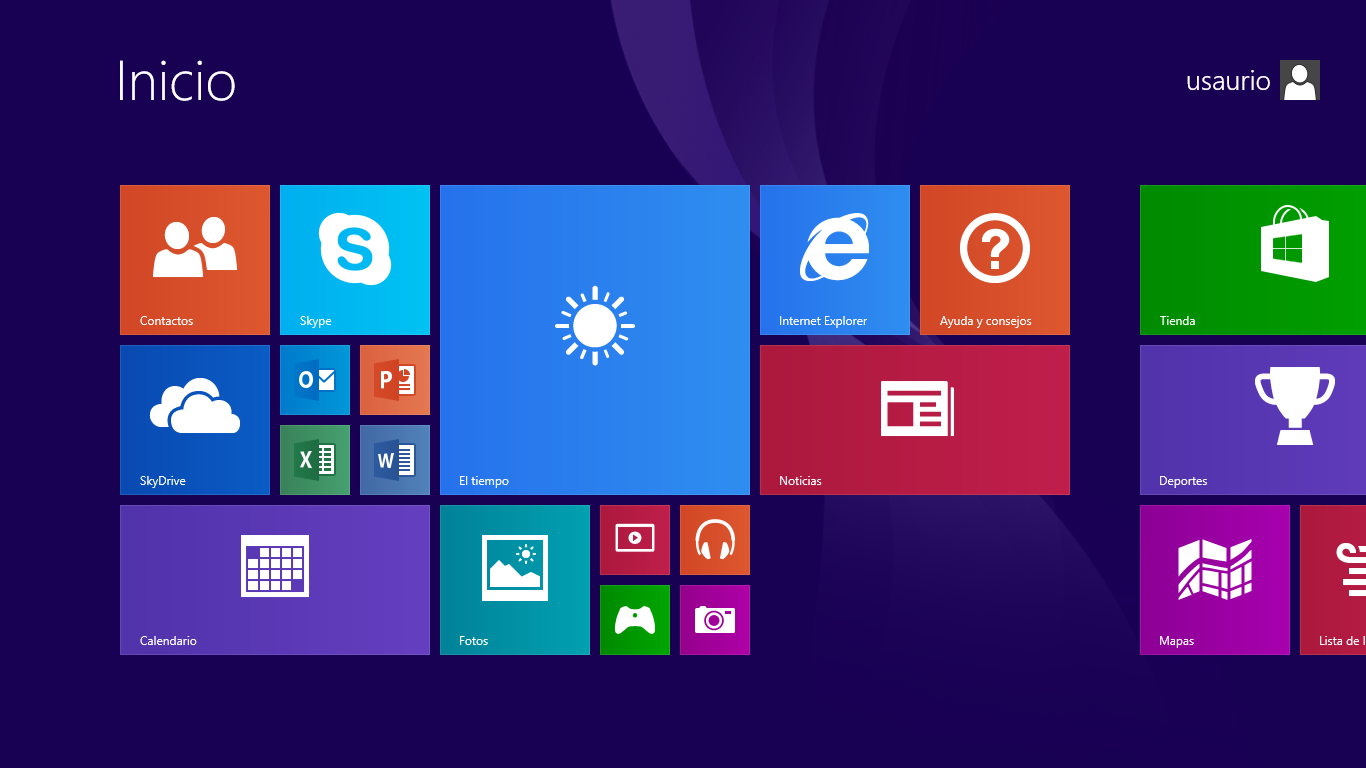 Inicio
usaurio
Contactos
Skype
El tiempo
Internet Explorer
Ayuda y consejos
Tienda
SkyDrive
Noticias
Deportes
Calendario
Fotos
Mapas
Lista de l